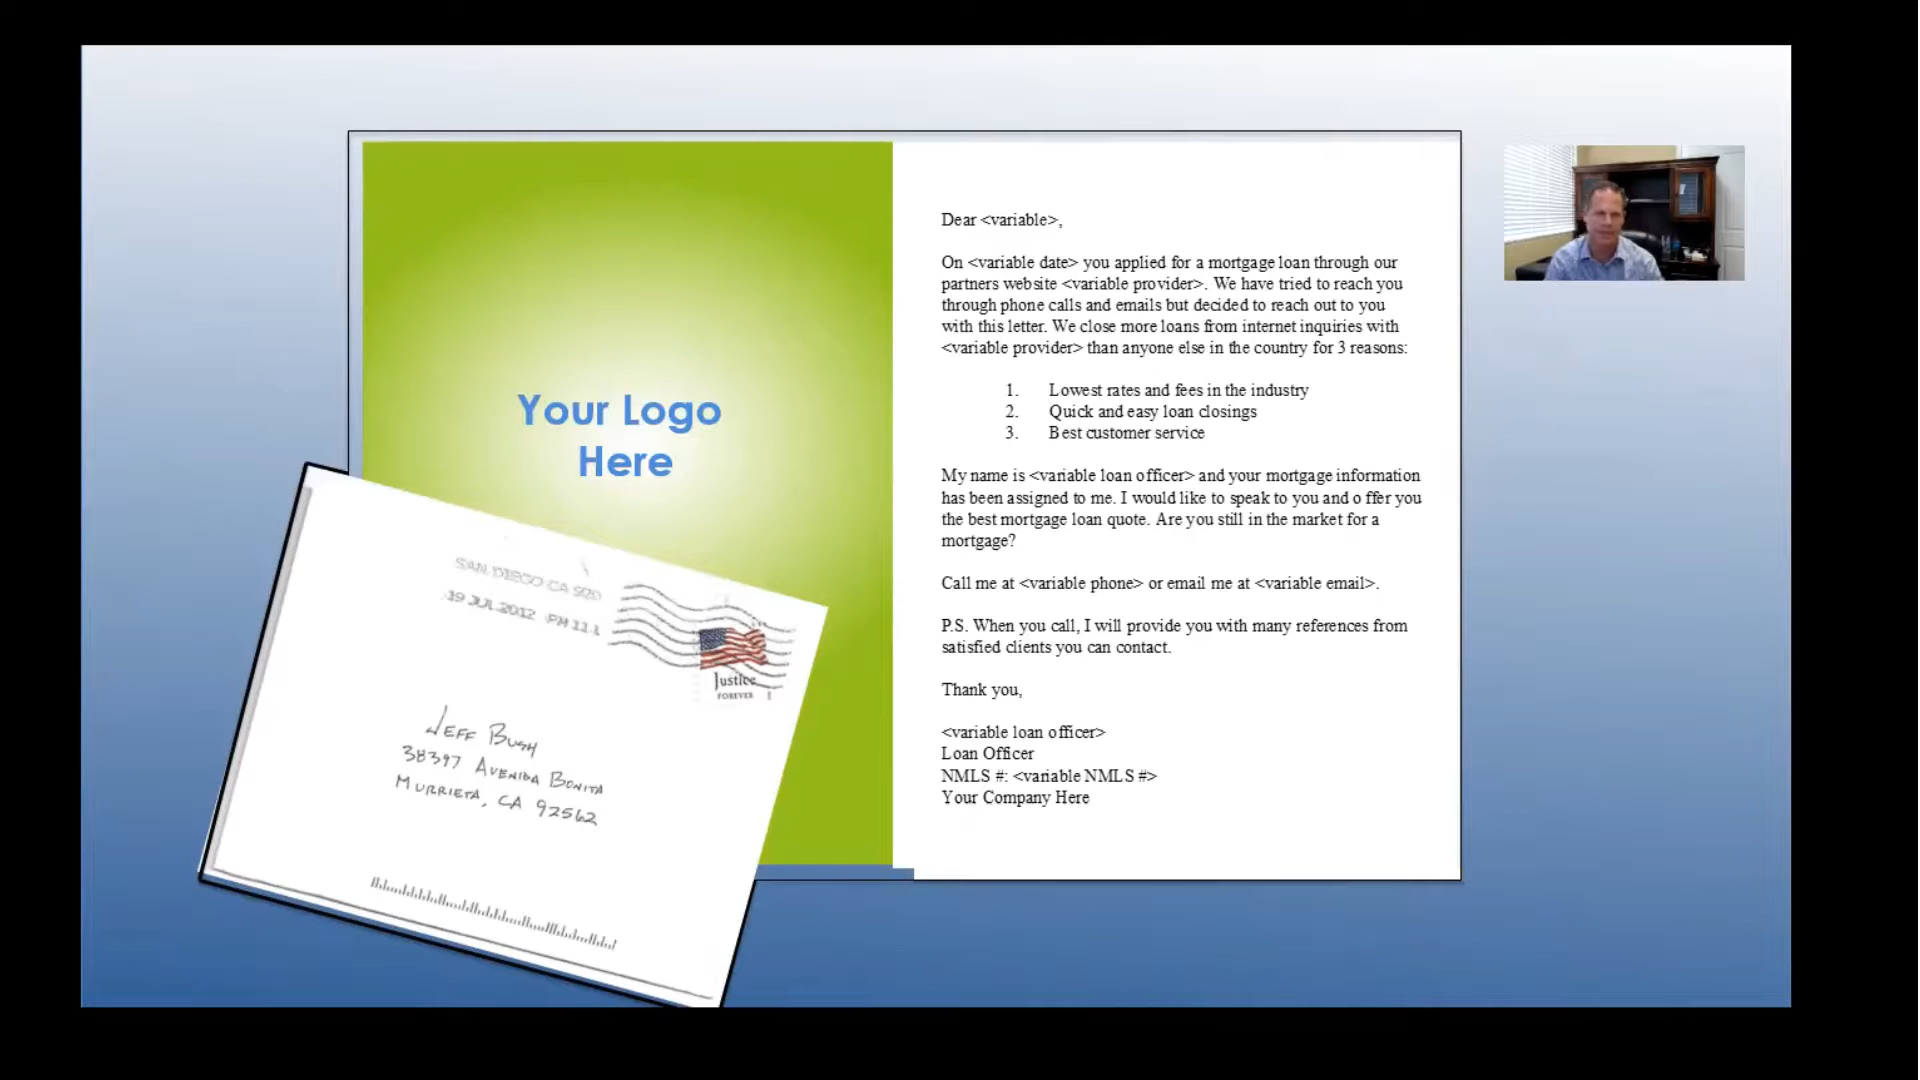 Your Logo
Here
Dear <variable>,
On <variable date> you applied for a mortgage loan through our
partners website <variable provider>. We have tried to reach you
through phone calls and emails but decided to reach out to you
with this letter. We close more loans from internet inquiries with
<variable provider> than anyone else in the country for 3 reasons:
1. Lowest rates and fees in the industry
2. Quick and easy loan closings
3. Best customer service
My name is <variable loan officer> and your mortgage information
has been assigned to me. I would like to speak to you and o ffer you
the best mortgage loan quote. Are you still in the market for a
mortgage?
Call me at <variable phone> or email me at <variable email>.
P.S. When you call, I will provide you with many references from
satisfied clients you can contact.
Thank you,
<variable loan officer>
Loan Officer
NMLS #: <variable NMLS #>
Your Company Here
SAN DIEGO CA 920
19 JUL 2012 PM 11 L
Justice
FOREVER
JEFF BUSH
38397 AVENIDA BONITA
MURRIETA, CA 92562